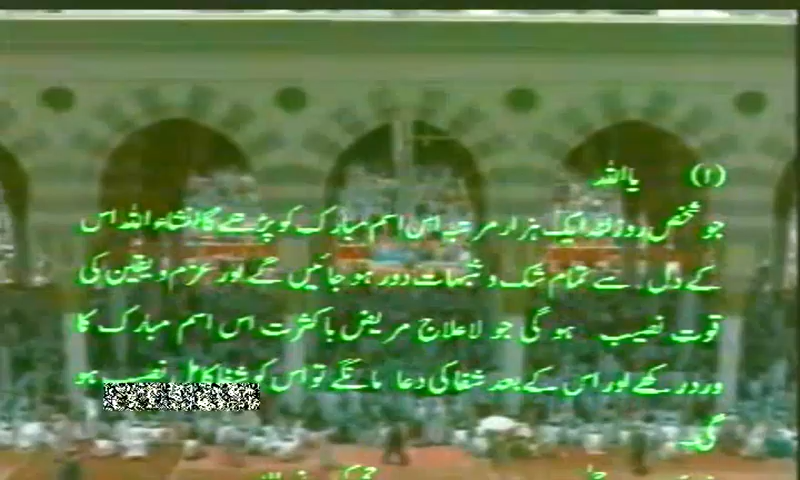 (۱) یااللہ
جو شخص روزانہ ایک ہزار مرتبہ اس اسم مبارک کو پڑھے گا انشاء اللہ اس
کے دل سے تمام شک و شبہات دور ہو جائیں گے اور عزم و یقین کی
قوت نصیب ہو گی جو لاعلاج مریض باکثرت اس اسم مبارک کا
ورد رکھے اور اس کے بعد شفا کی دعا مانگے تو اس کو شفا کامل نصیب ہو
گی۔